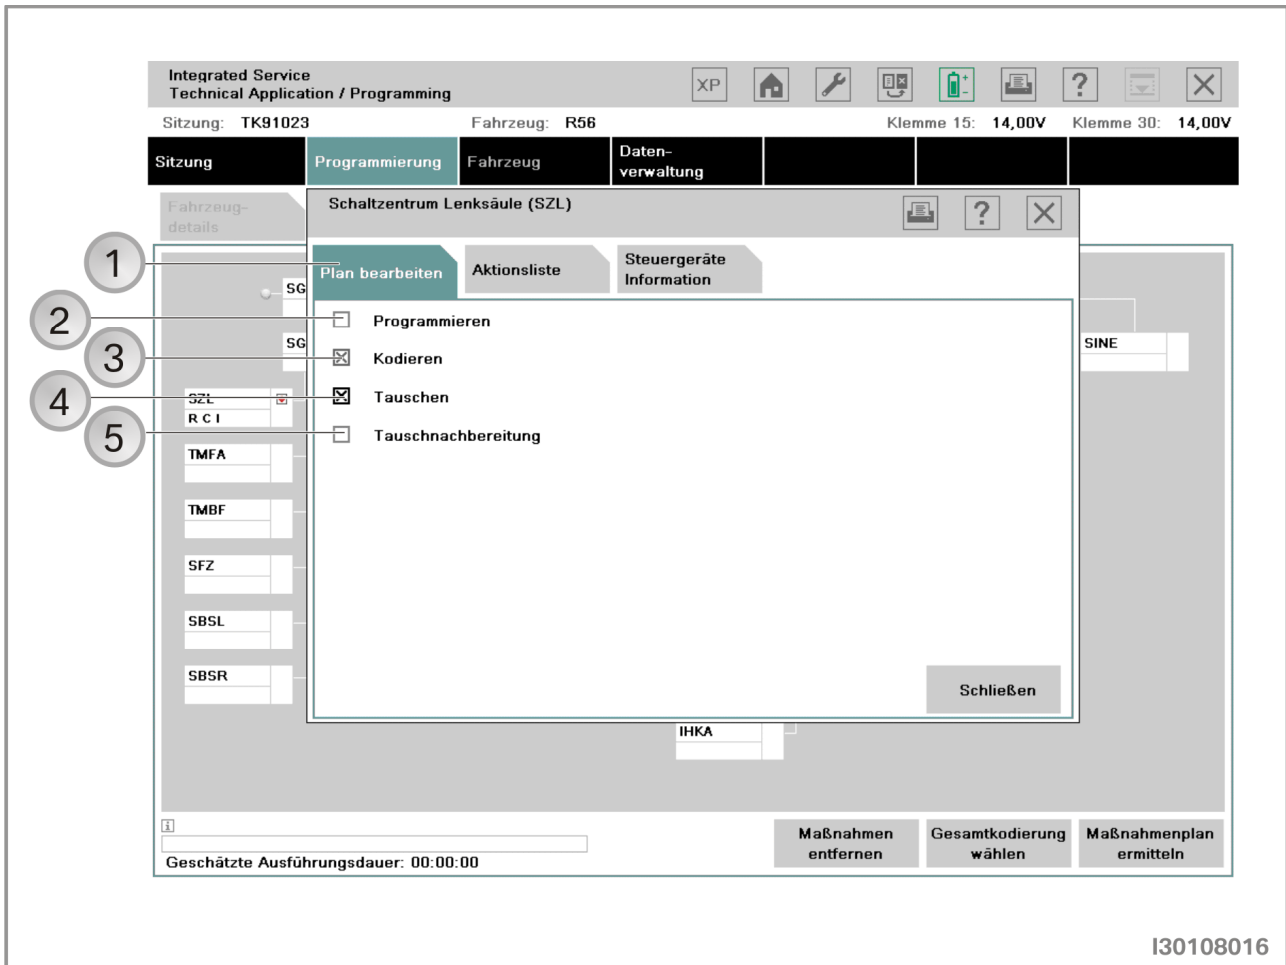 Integrated Service
Technical Application / Programming
XP
?
Sitzung: TK91023
Fahrzeug: R56
Klemme 15: 14,00V
Klemme 30: 14,00V
Sitzung
Programmierung
Fahrzeug
Daten-
verwaltung
Fahrzeug-
details
Schaltzentrum Lenksäule (SZL)
?
1
Plan bearbeiten
Aktionsliste
Steuergeräte
Information
SG
2
Programmieren
SG
SINE
3
Kodieren
4
SZL
Tauschen
R C I
5
Tauschnachbereitung
TMFA
TMBF
SFZ
SBSL
SBSR
Schließen
IHKA
i
Geschätzte Ausführungsdauer: 00:00:00
Maßnahmen
entfernen
Gesamtkodierung
wählen
Maßnahmenplan
ermitteln
I30108016